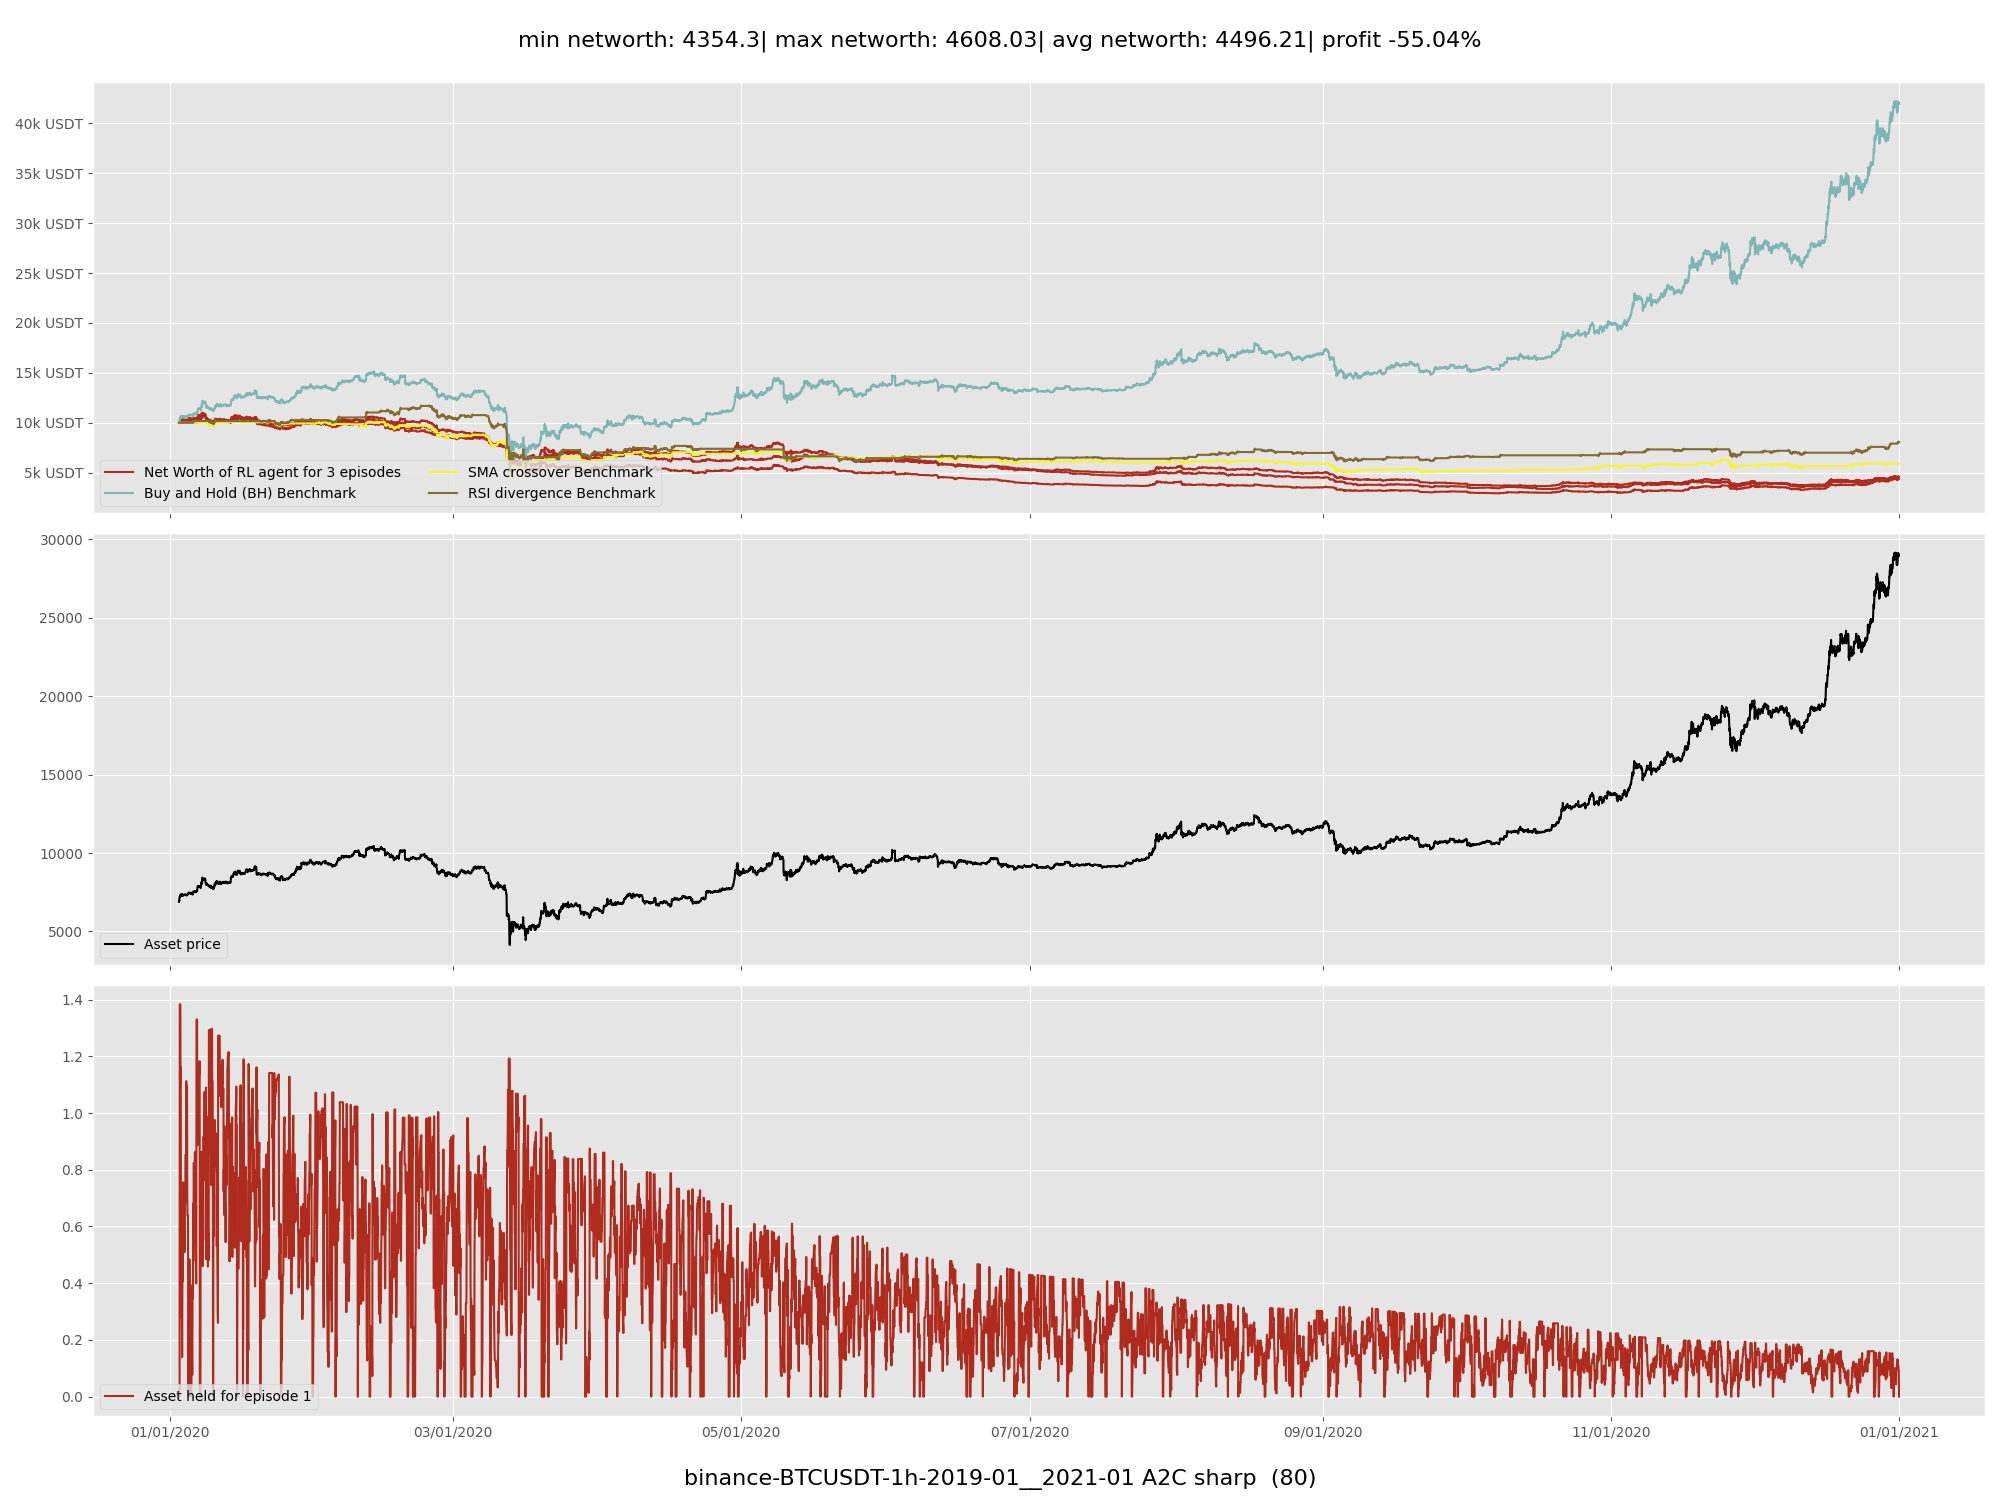 min networth: 4354.3| max networth: 4608.03| avg networth: 4496.21| profit -55.04%
40k USDT
35k USDT
30k USDT
25k USDT
20k USDT
15k USDT
10k USDT
5k USDT
Net Worth of RL agent for 3 episodes
Buy and Hold (BH) Benchmark
SMA crossover Benchmark
RSI divergence Benchmark
30000
25000
20000
15000
10000
5000
Asset price
1.4
1.2
1.0
0.8
0.6
0.4
0.2
0.0
Asset held for episode 1
01/01/2020 03/01/2020 05/01/2020 07/01/2020 09/01/2020 11/01/2020 01/01/2021
binance-BTCUSDT-1h-2019-01__2021-01 A2C sharp  (80)